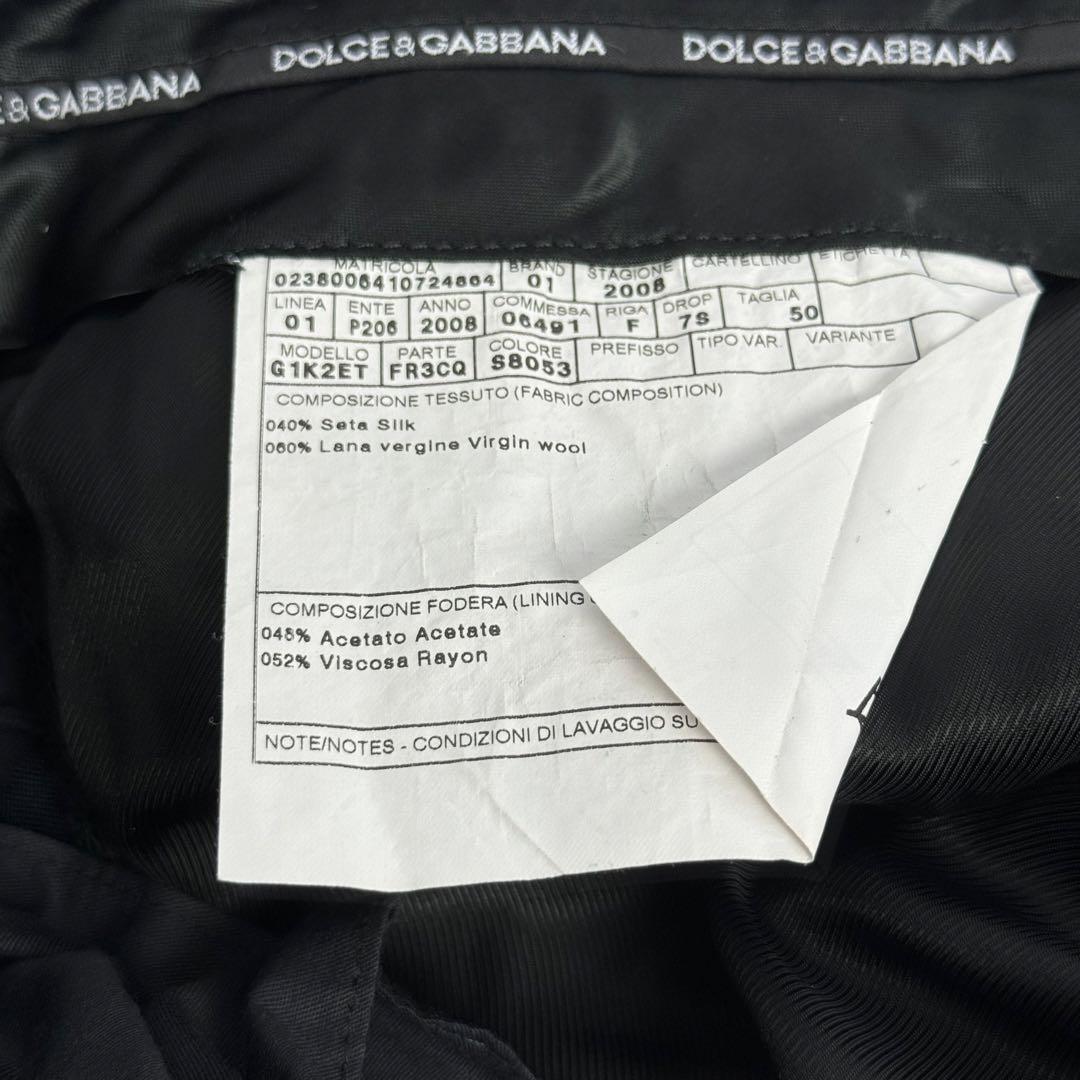 DOLCE&GABBANA DOLCE&GABBANA
E&GABBANA
MATRICOLA BRAND STAGIONE CARTELLINO ETICHETTA
0238006410724864 01 2008
LINEA ENTE ANNO COMMESSA RIGA DROP TAGLIA
01 P206 2008 06491 F 7S 50
MODELLO PARTE COLORE PREFISSO TIPO VAR. VARIANTE
G1K2ET FR3CQ S8053
COMPOSIZIONE TESSUTO (FABRIC COMPOSITION)
040% Seta Silk
060% Lana vergine Virgin wool
COMPOSIZIONE FODERA (LINING
048% Acetato Acetate
052% Viscosa Rayon
NOTE/NOTES - CONDIZIONI DI LAVAGGIO SU